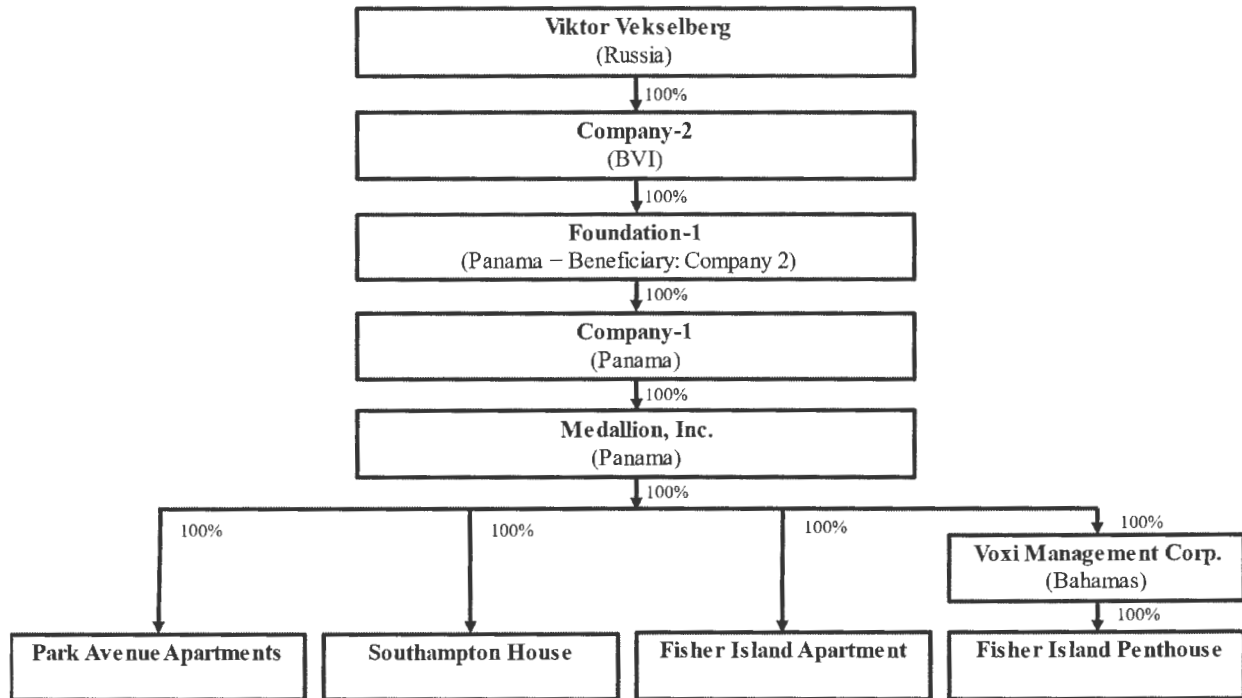 Viktor Vekselberg
(Russia)
100%
Company-2
(BVI)
100%
Foundation-1
(Panama − Beneficiary: Company 2)
100%
Company-1
(Panama)
100%
Medallion, Inc.
(Panama)
100%
100%
100%
100%
100%
Voxi Management Corp.
(Bahamas)
100%
Park Avenue Apartments
Southampton House
Fisher Island Apartment
Fisher Island Penthouse